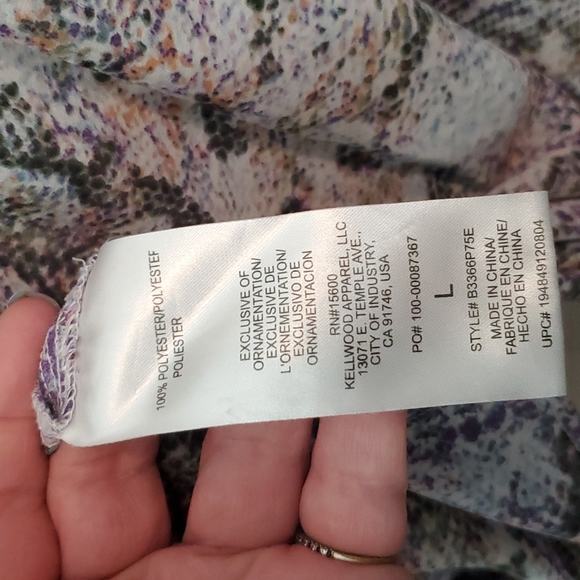 100% POLYESTER/POLYESTER
POLIESTER
EXCLUSIVE OF
ORNAMENTATION/
EXCLUSIVE DE
L'ORNEMENTATION/
EXCLUSIVO DE
ORNAMENTACION
RN#15600
KELLWOOD APPAREL, LLC
13071 E. TEMPLE AVE.,
CITY OF INDUSTRY,
CA 91746, USA
PO# 100-00087367
L
STYLE# B3366P75E
MADE IN CHINA/
FABRIQUE EN CHINE/
HECHO EN CHINA
UPC# 194849120804